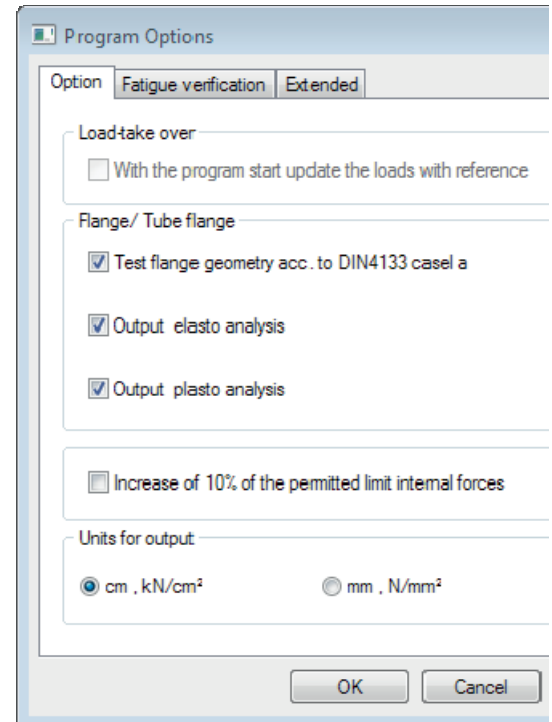 Program Options
Option Fatigue verification Extended
Load-take over
With the program start update the loads with reference
Flange/ Tube flange
Test flange geometry acc. to DIN4133 casel a
Output elasto analysis
Output plasto analysis
Increase of 10% of the permitted limit internal forces
Units for output
cm , kN/cm² mm , N/mm²
OK Cancel